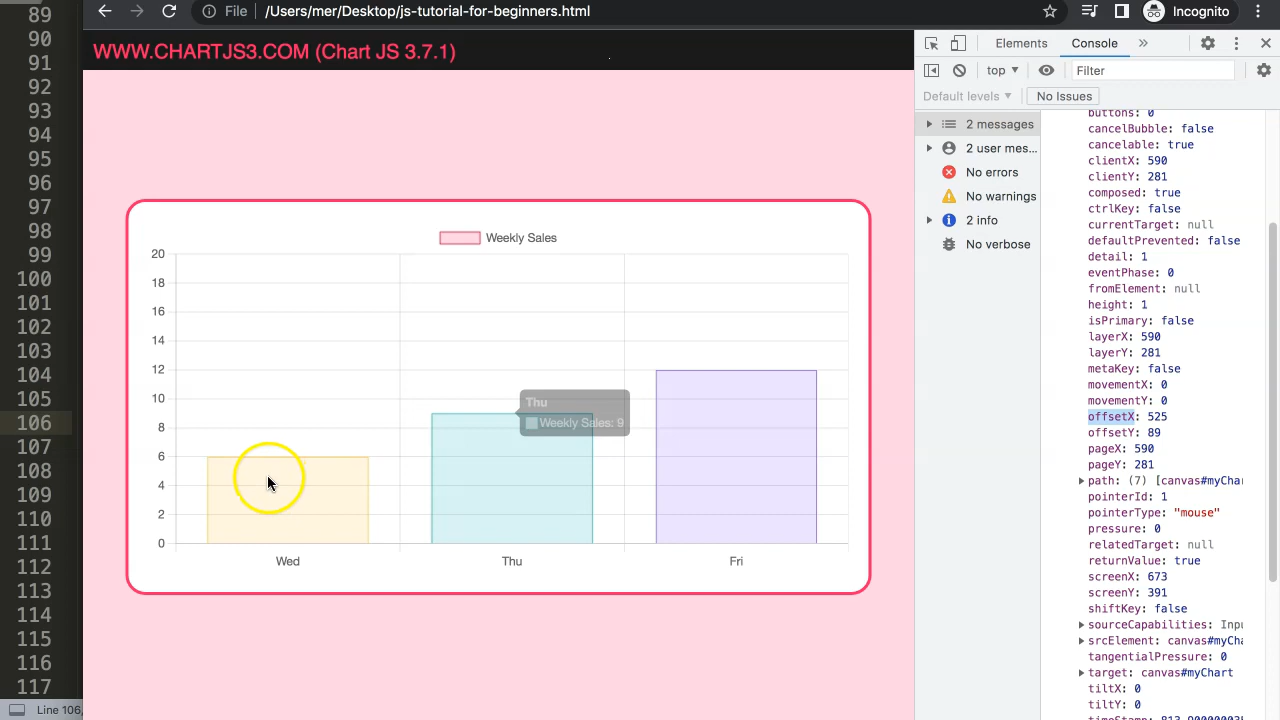 89
90
91
92
93
94
95
96
97
98
99
100
101
102
103
104
105
106
107
108
109
110
111
112
113
114
115
116
117
Line 106,
File /Users/mer/Desktop/js-tutorial-for-beginners.html
Incognito
WWW.CHARTJS3.COM (Chart JS 3.7.1)
Weekly Sales
20
18
16
14
12
10
8
6
4
2
0
Thu
Weekly Sales: 9
Wed Thu Fri
Elements Console
top Filter
Default levels No Issues
2 messages
2 user mes...
No errors
No warnings
2 info
No verbose
buttons: 0
cancelBubble: false
cancelable: true
clientX: 590
clientY: 281
composed: true
ctrlKey: false
currentTarget: null
defaultPrevented: false
detail: 1
eventPhase: 0
fromElement: null
height: 1
isPrimary: false
layerX: 590
layerY: 281
metaKey: false
movementX: 0
movementY: 0
offsetX: 525
offsetY: 89
pageX: 590
pageY: 281
path: (7) [canvas#myChar
pointerId: 1
pointerType: "mouse"
pressure: 0
relatedTarget: null
returnValue: true
screenX: 673
screenY: 391
shiftKey: false
sourceCapabilities: Inpu
srcElement: canvas#myCh
tangentialPressure: 0
target: canvas#myChart
tiltX: 0
tiltY: 0